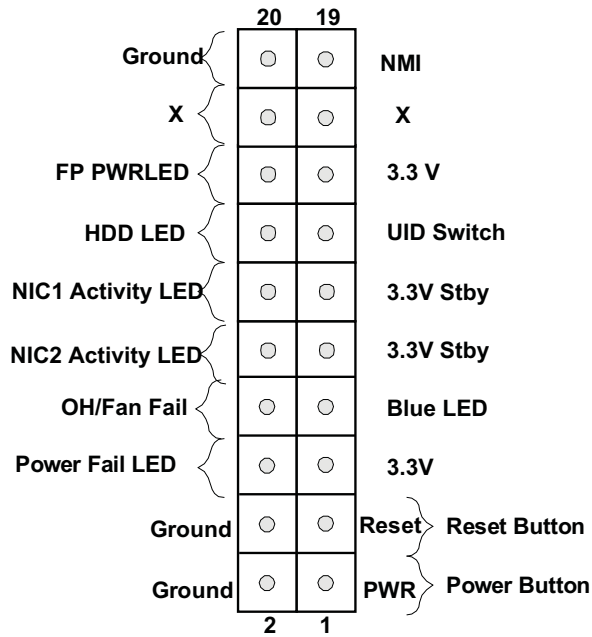 20 19
Ground NMI
X X
FP PWRLED 3.3 V
HDD LED UID Switch
NIC1 Activity LED 3.3V Stby
NIC2 Activity LED 3.3V Stby
OH/Fan Fail Blue LED
Power Fail LED 3.3V
Ground Reset Reset Button
Ground PWR Power Button
2 1